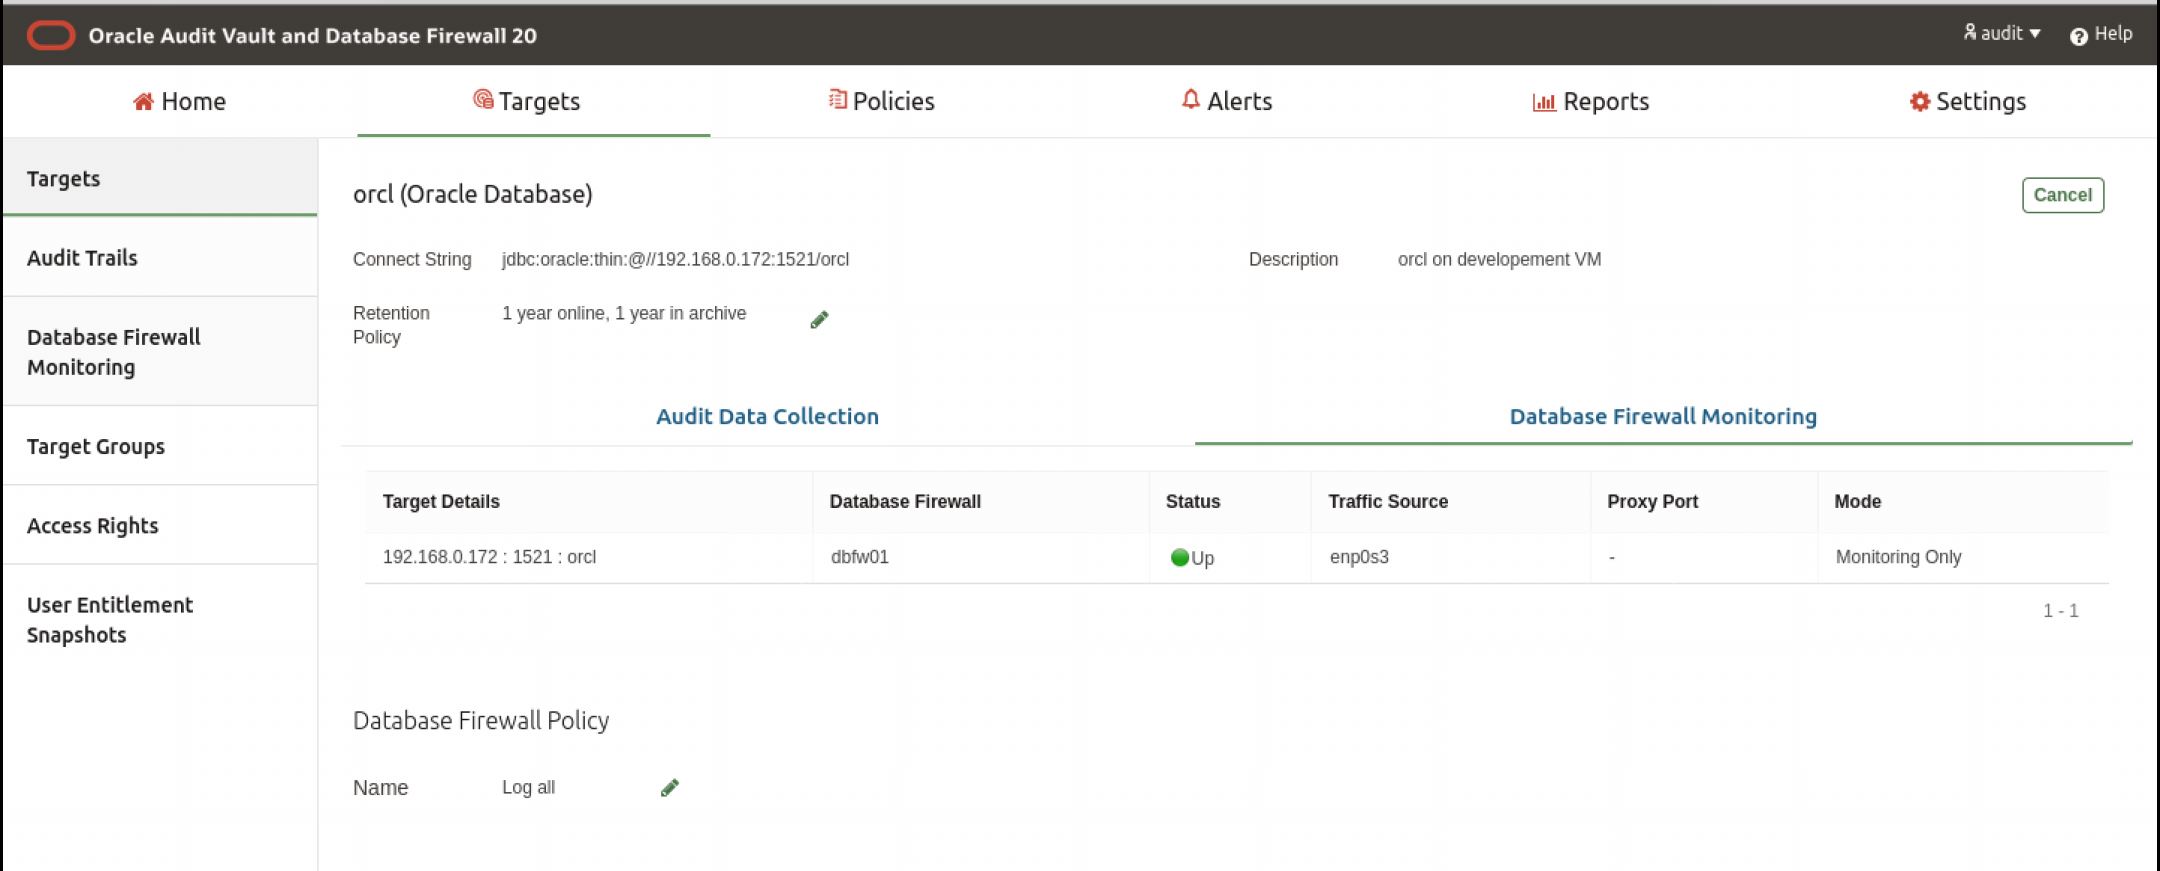 Oracle Audit Vault and Database Firewall 20
audit
Help
Home
Targets
Policies
Alerts
Reports
Settings
Targets
Audit Trails
Database Firewall
Monitoring
Target Groups
Access Rights
User Entitlement
Snapshots
orcl (Oracle Database)
Cancel
Connect String
jdbc:oracle:thin:@//192.168.0.172:1521/orcl
Description
orcl on developement VM
Retention
Policy
1 year online, 1 year in archive
Audit Data Collection
Database Firewall Monitoring
Target Details
Database Firewall
Status
Traffic Source
Proxy Port
Mode
192.168.0.172 : 1521 : orcl
dbfw01
Up
enp0s3
-
Monitoring Only
1 - 1
Database Firewall Policy
Name
Log all